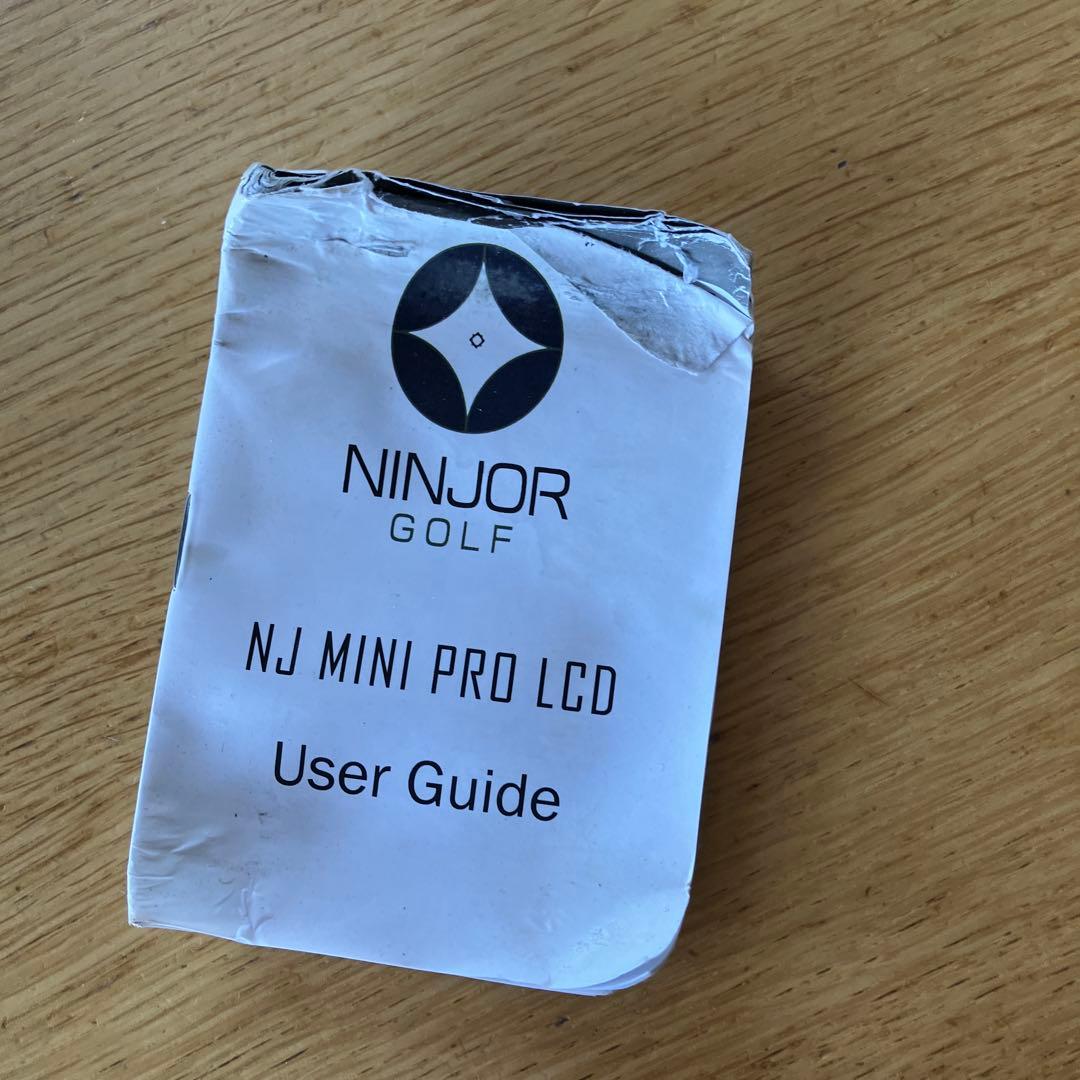 NINJOR
GOLF
NJ MINI PRO LCD
User Guide